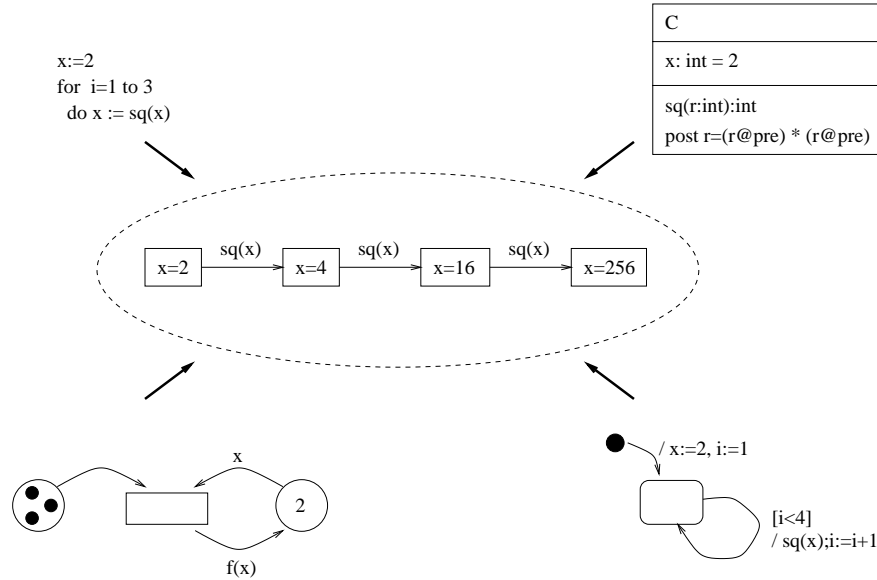 x:=2
for i=1 to 3
do x := sq(x)
C
x: int = 2
sq(r:int):int
post r=(r@pre) * (r@pre)
sq(x)
sq(x)
sq(x)
x=2
x=4
x=16
x=256
x
2
f(x)
/ x:=2, i:=1
[i<4]
/ sq(x);i:=i+1